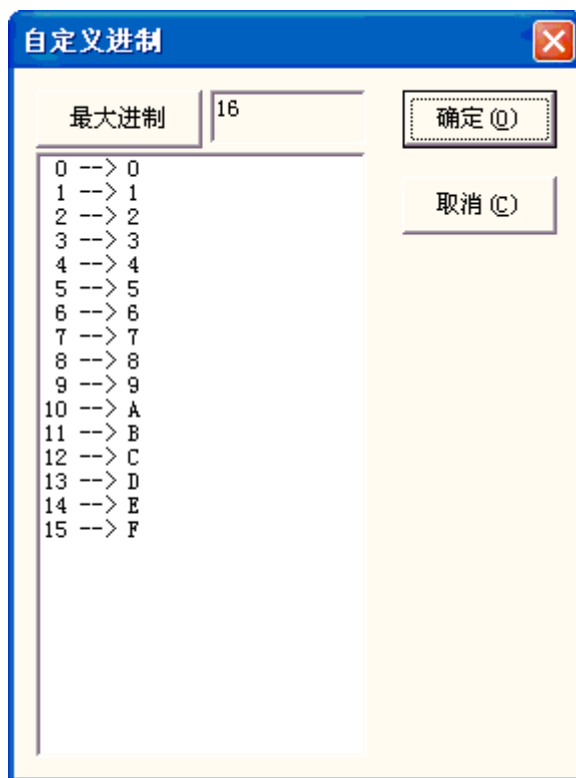 自定义进制
最大进制 16 确定(O)
取消(C)
0 --> 0
1 --> 1
2 --> 2
3 --> 3
4 --> 4
5 --> 5
6 --> 6
7 --> 7
8 --> 8
9 --> 9
10 --> A
11 --> B
12 --> C
13 --> D
14 --> E
15 --> F